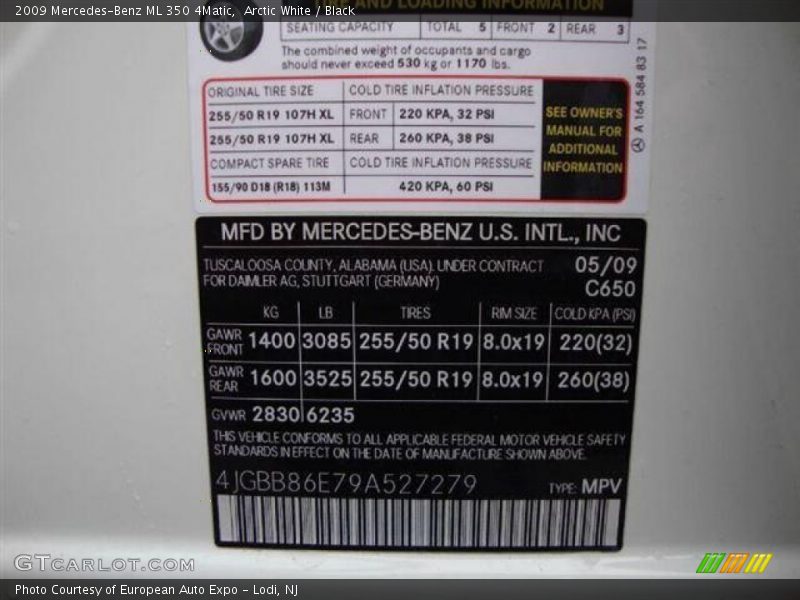 2009 Mercedes-Benz ML 350 4Matic, Arctic White / Black
AND LOADING INFORMATION
SEATING CAPACITY TOTAL 5 FRONT 2 REAR 3
The combined weight of occupants and cargo
should never exceed 530 kg or 1170 lbs.
ORIGINAL TIRE SIZE COLD TIRE INFLATION PRESSURE
255/50 R19 107H XL FRONT 220 KPA, 32 PSI
255/50 R19 107H XL REAR 260 KPA, 38 PSI
COMPACT SPARE TIRE COLD TIRE INFLATION PRESSURE
155/90 D18 (R18) 113M 420 KPA, 60 PSI
SEE OWNER'S
MANUAL FOR
ADDITIONAL
INFORMATION
A 164 584 83 17
MFD BY MERCEDES-BENZ U.S. INTL., INC
TUSCALOOSA COUNTY, ALABAMA (USA). UNDER CONTRACT 05/09
FOR DAIMLER AG, STUTTGART (GERMANY) C650
KG LB TIRES RIM SIZE COLD KPA (PSI)
GAWR FRONT 1400 3085 255/50 R19 8.0x19 220(32)
GAWR REAR 1600 3525 255/50 R19 8.0x19 260(38)
GVWR 2830 6235
THIS VEHICLE CONFORMS TO ALL APPLICABLE FEDERAL MOTOR VEHICLE SAFETY
STANDARDS IN EFFECT ON THE DATE OF MANUFACTURE SHOWN ABOVE.
4JGBB86E79A527279 TYPE: MPV
GTCARLOT.COM
Photo Courtesy of European Auto Expo - Lodi, NJ